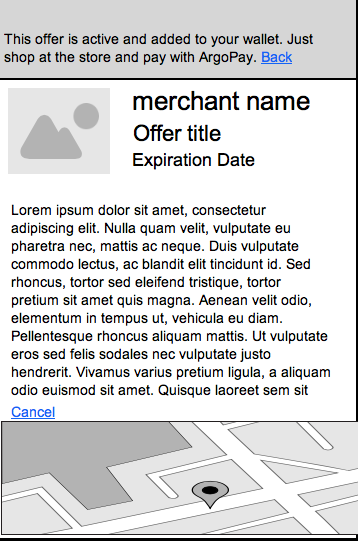 This offer is active and added to your wallet. Just
shop at the store and pay with ArgoPay. Back
merchant name
Offer title
Expiration Date
Lorem ipsum dolor sit amet, consectetur
adipiscing elit. Nulla quam velit, vulputate eu
pharetra nec, mattis ac neque. Duis vulputate
commodo lectus, ac blandit elit tincidunt id. Sed
rhoncus, tortor sed eleifend tristique, tortor
pretium sit amet quis magna. Aenean velit odio,
elementum in tempus ut, vehicula eu diam.
Pellentesque rhoncus aliquam mattis. Ut vulputate
eros sed felis sodales nec vulputate justo
hendrerit. Vivamus varius pretium ligula, a aliquam
odio euismod sit amet. Quisque laoreet sem sit
Cancel